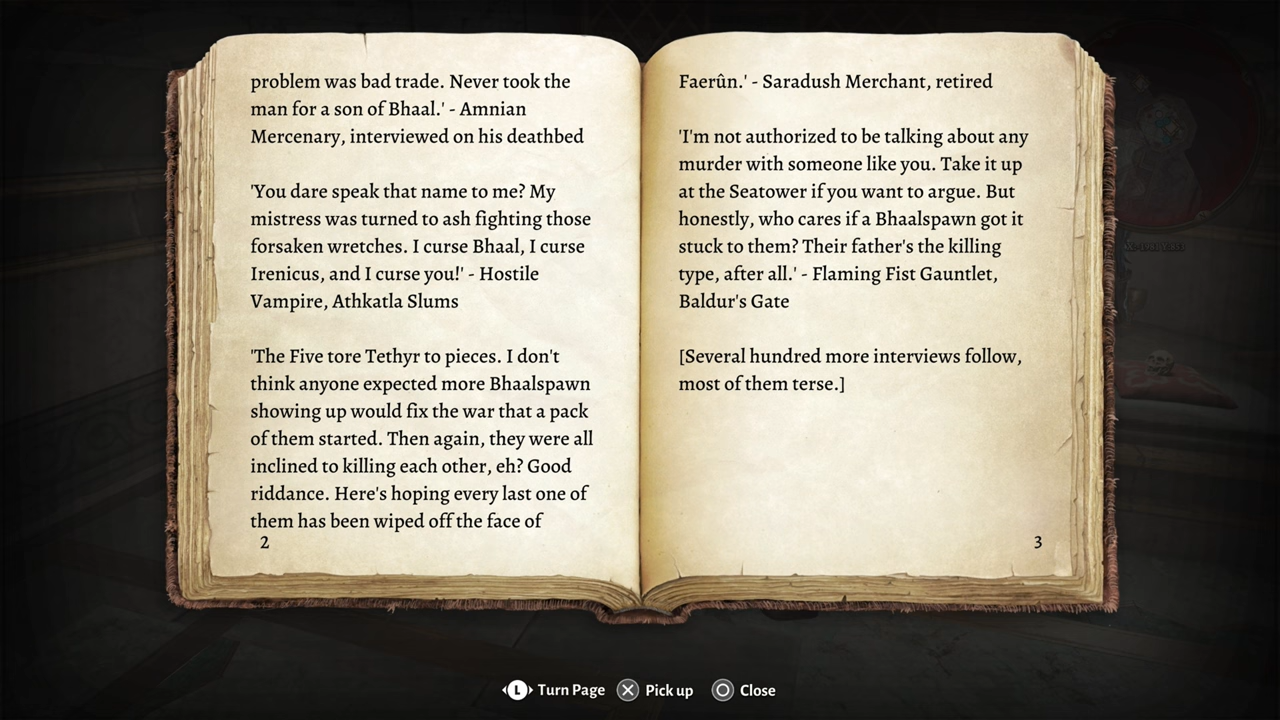 problem was bad trade. Never took the
man for a son of Bhaal.' - Amnian
Mercenary, interviewed on his deathbed
'You dare speak that name to me? My
mistress was turned to ash fighting those
forsaken wretches. I curse Bhaal, I curse
Irenicus, and I curse you!' - Hostile
Vampire, Athkatla Slums
'The Five tore Tethyr to pieces. I don't
think anyone expected more Bhaalspawn
showing up would fix the war that a pack
of them started. Then again, they were all
inclined to killing each other, eh? Good
riddance. Here's hoping every last one of
them has been wiped off the face of
2
Faerûn.' - Saradush Merchant, retired
'I'm not authorized to be talking about any
murder with someone like you. Take it up
at the Seatower if you want to argue. But
honestly, who cares if a Bhaalspawn got it
stuck to them? Their father's the killing
type, after all.' - Flaming Fist Gauntlet,
Baldur's Gate
[Several hundred more interviews follow,
most of them terse.]
3
L Turn Page Pick up Close